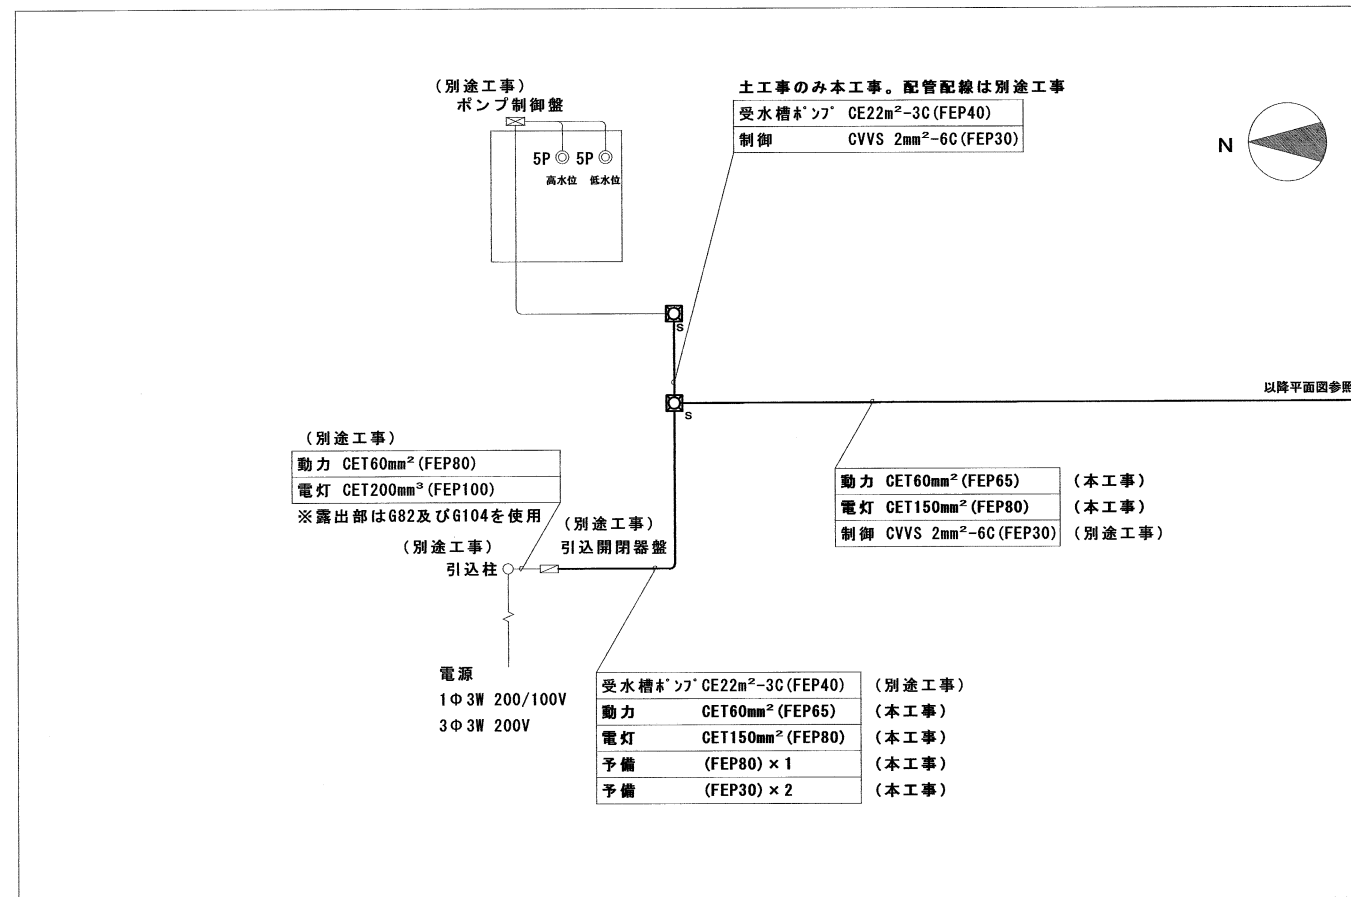 (別途工事)
ポンプ制御盤
5P 5P
高水位 低水位
土工事のみ本工事。配管配線は別途工事
受水槽ﾎﾟﾝﾌﾟ CE22m²-3C(FEP40)
制御 CVVS 2mm²-6C(FEP30)
N
S
S
以降平面図参照
(別途工事)
動力 CET60mm²(FEP80)
電灯 CET200mm³(FEP100)
※露出部はG82及びG104を使用
(別途工事)
引込開閉器盤
(別途工事)
引込柱
動力 CET60mm²(FEP65) (本工事)
電灯 CET150mm²(FEP80) (本工事)
制御 CVVS 2mm²-6C(FEP30) (別途工事)
電源
1Φ3W 200/100V
3Φ3W 200V
受水槽ﾎﾟﾝﾌﾟ CE22m²-3C(FEP40) (別途工事)
動力 CET60mm²(FEP65) (本工事)
電灯 CET150mm²(FEP80) (本工事)
予備 (FEP80)×1 (本工事)
予備 (FEP30)×2 (本工事)